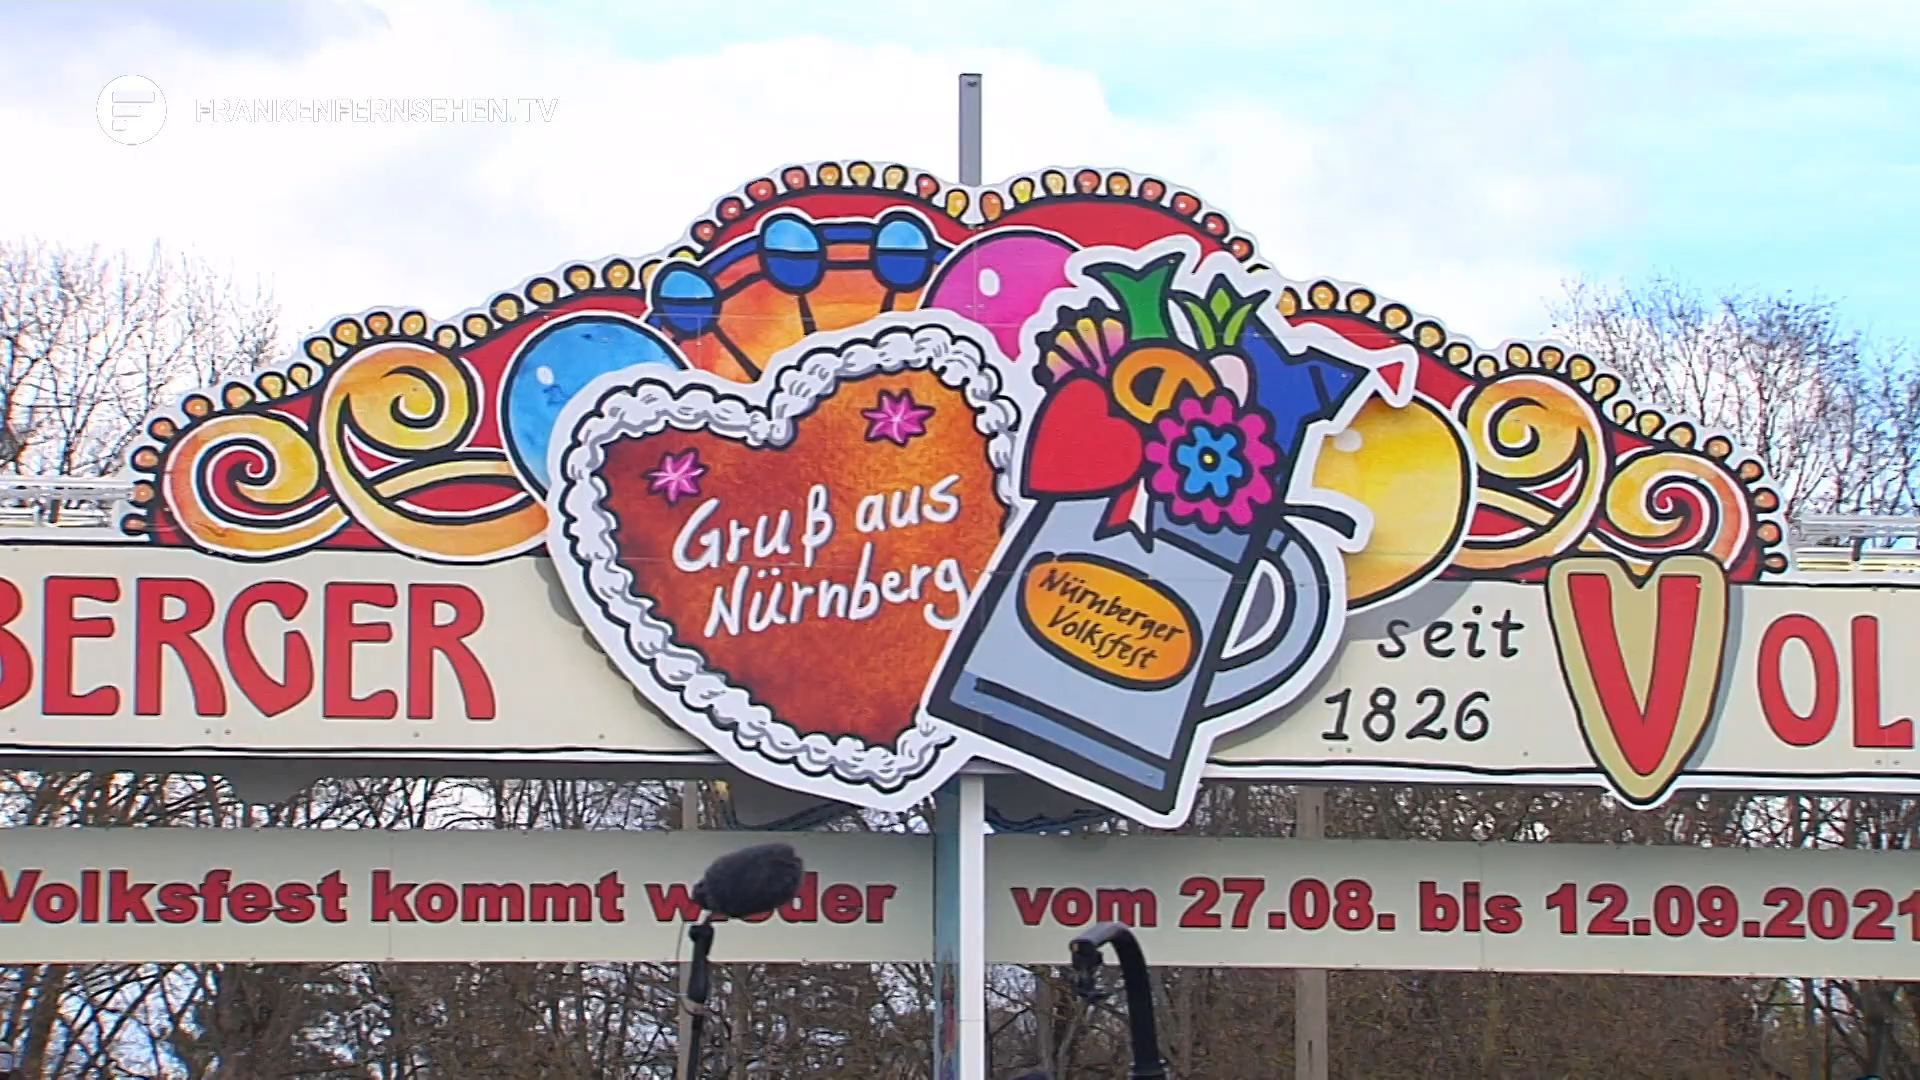 FRANKENFERNSEHEN.TV
Gruß aus
Nürnberg
Nürnberger
Volksfest
BERGER
seit
1826
VOL
Volksfest kommt wieder vom 27.08. bis 12.09.2021